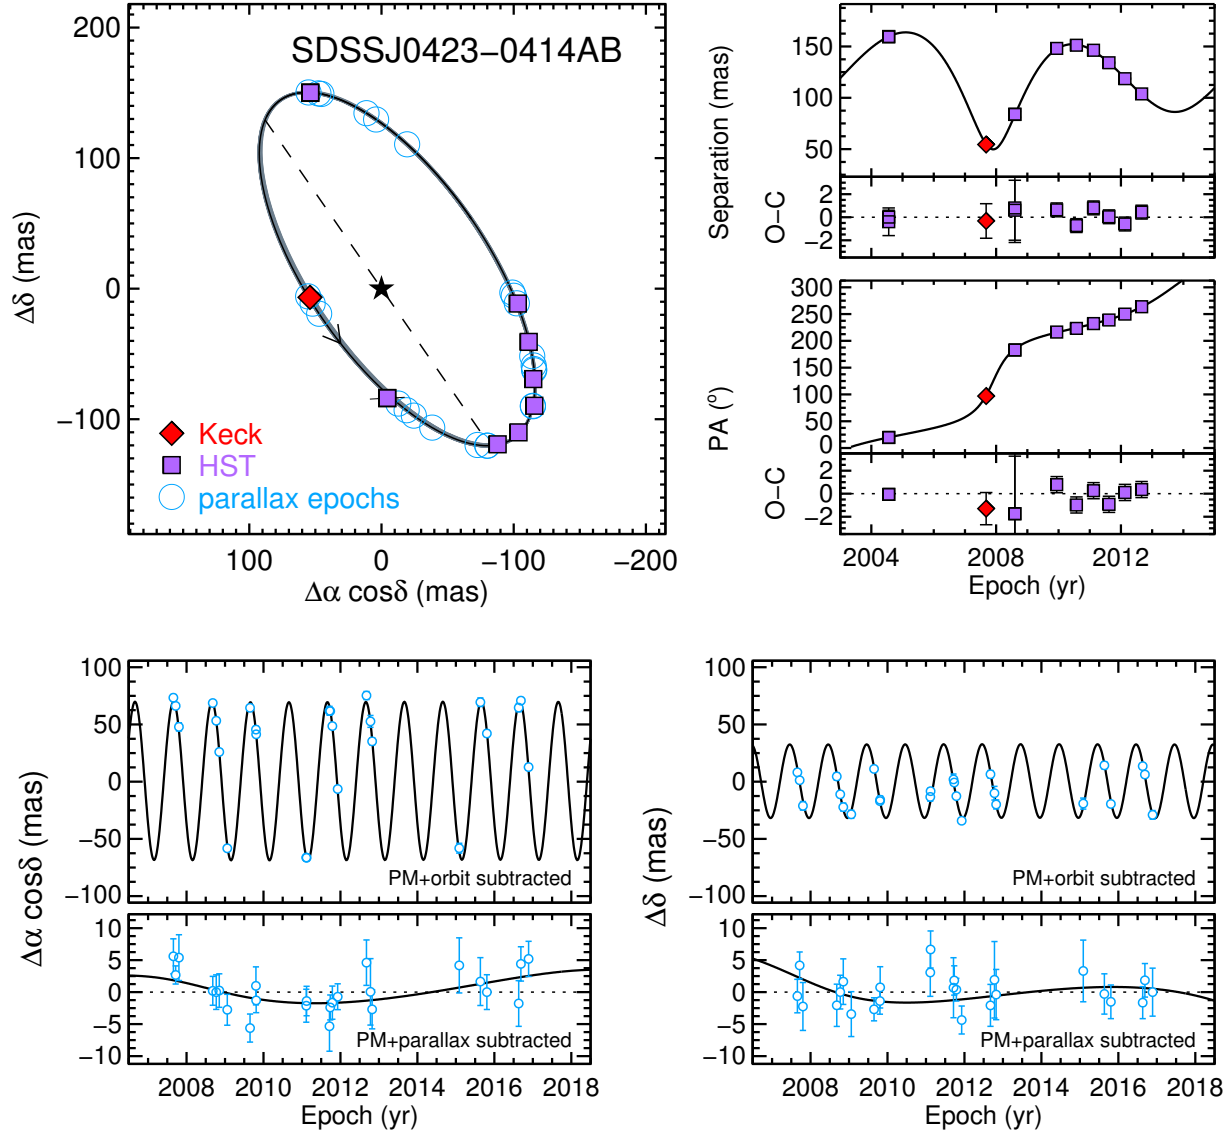 SDSSJ0423−0414AB
200
100
0
−100
Δδ (mas)
Keck
HST
parallax epochs
100 0 −100 −200
Δα cosδ (mas)
150
100
50
Separation (mas)
2
0
−2
O−C
300
200
150
100
50
0
PA (°)
2
0
−2
O−C
2004 2008 2012
Epoch (yr)
100
50
0
−50
−100
Δα cosδ (mas)
PM+orbit subtracted
10
5
0
−5
−10
PM+parallax subtracted
2008 2010 2012 2014 2016 2018
Epoch (yr)
100
50
0
−50
−100
Δδ (mas)
PM+orbit subtracted
10
5
0
−5
−10
PM+parallax subtracted
2008 2010 2012 2014 2016 2018
Epoch (yr)